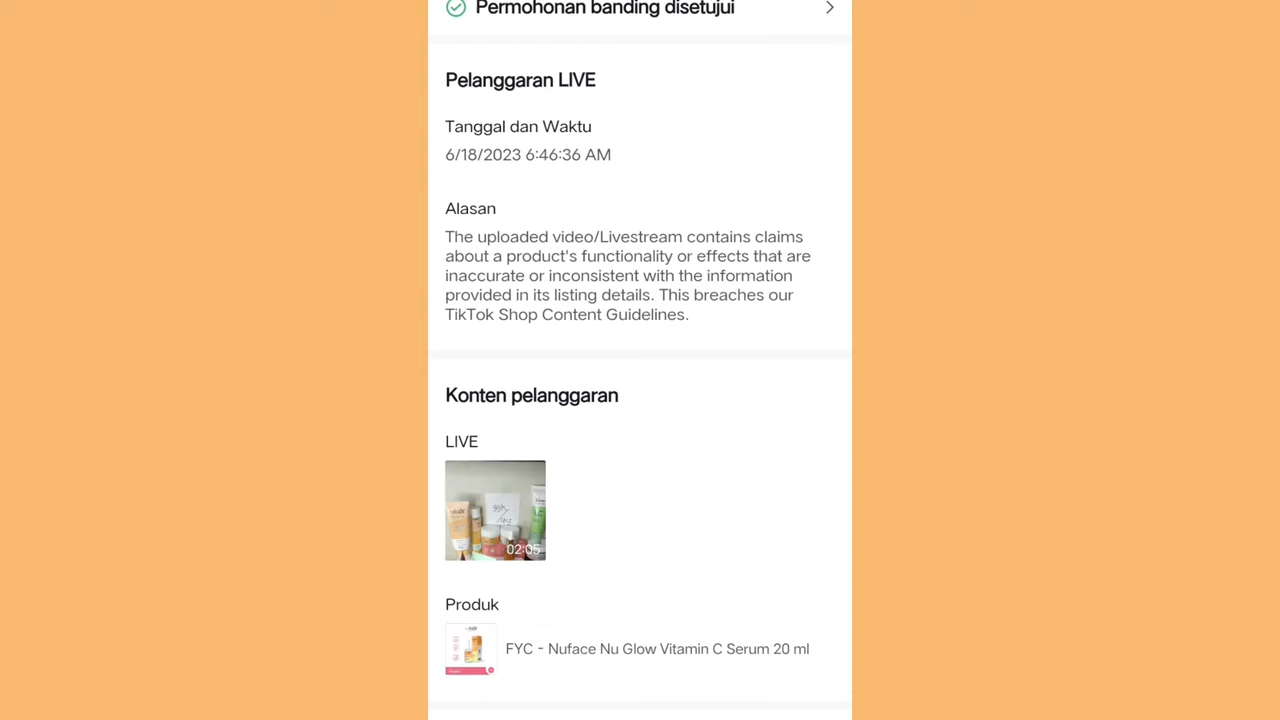 Permohonan banding disetujui
Pelanggaran LIVE
Tanggal dan Waktu
6/18/2023 6:46:36 AM
Alasan
The uploaded video/Livestream contains claims
about a product's functionality or effects that are
inaccurate or inconsistent with the information
provided in its listing details. This breaches our
TikTok Shop Content Guidelines.
Konten pelanggaran
LIVE
02:05
Produk
FYC - Nuface Nu Glow Vitamin C Serum 20 ml